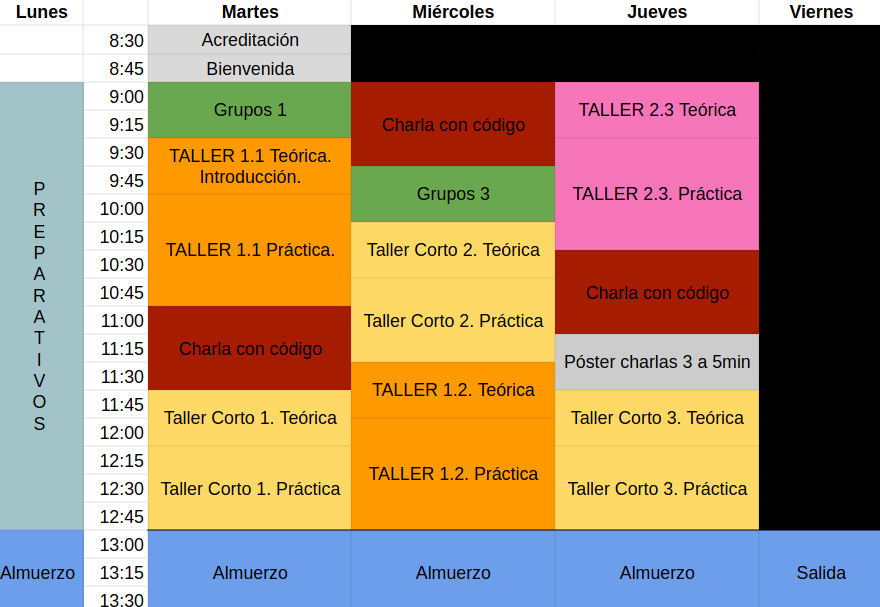 Lunes Martes Miércoles Jueves Viernes
8:30 Acreditación
8:45 Bienvenida
9:00
Grupos 1 TALLER 2.3 Teórica
9:15 Charla con código
9:30 TALLER 1.1 Teórica.
9:45 Introducción.
PREPARATIVOS
10:00 Grupos 3 TALLER 2.3. Práctica
10:15 TALLER 1.1 Práctica. Taller Corto 2. Teórica
10:30
10:45 Charla con código
11:00 Taller Corto 2. Práctica
11:15 Charla con código Póster charlas 3 a 5min
11:30 TALLER 1.2. Teórica
11:45 Taller Corto 1. Teórica Taller Corto 3. Teórica
12:00
12:15 TALLER 1.2. Práctica
12:30 Taller Corto 1. Práctica Taller Corto 3. Práctica
12:45
13:00
Almuerzo 13:15 Almuerzo Almuerzo Almuerzo Salida
13:30